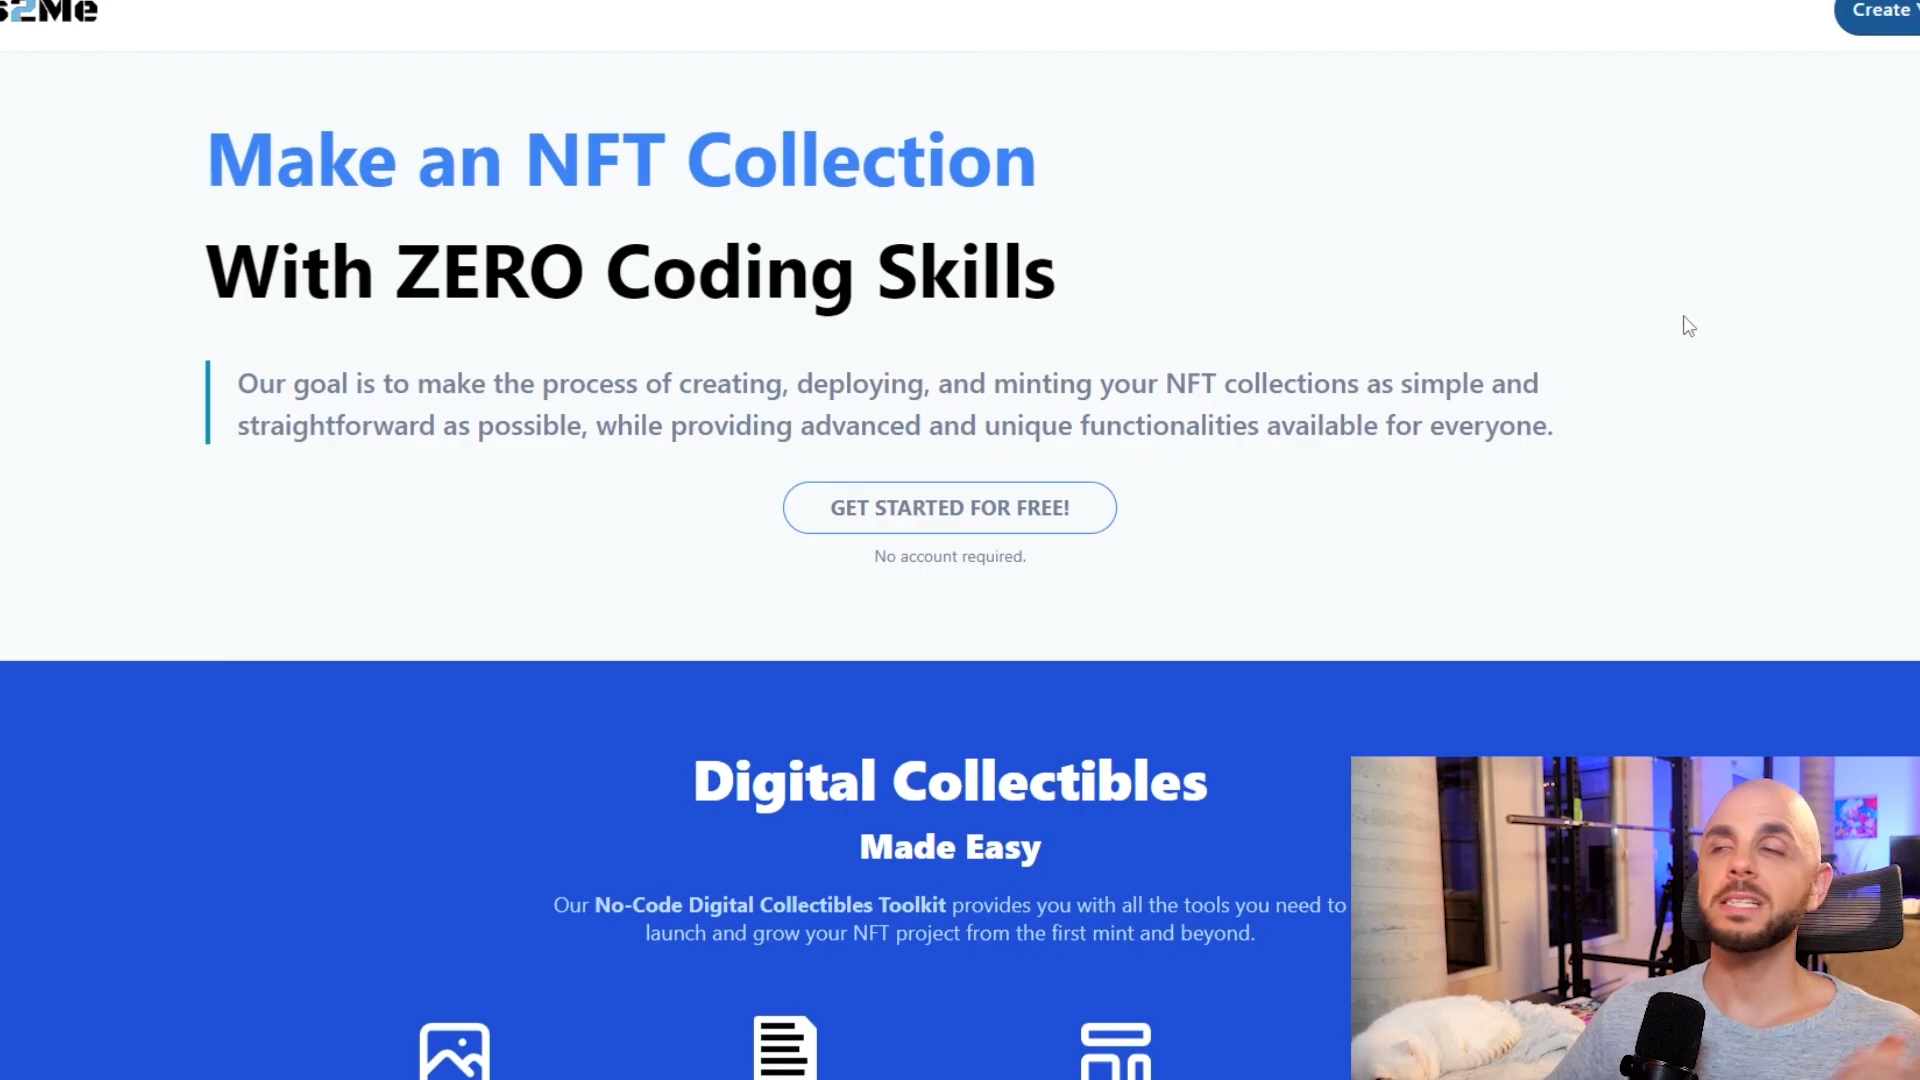 s2Me
Create
Make an NFT Collection
With ZERO Coding Skills
Our goal is to make the process of creating, deploying, and minting your NFT collections as simple and
straightforward as possible, while providing advanced and unique functionalities available for everyone.
GET STARTED FOR FREE!
No account required.
Digital Collectibles
Made Easy
Our No-Code Digital Collectibles Toolkit provides you with all the tools you need to
launch and grow your NFT project from the first mint and beyond.